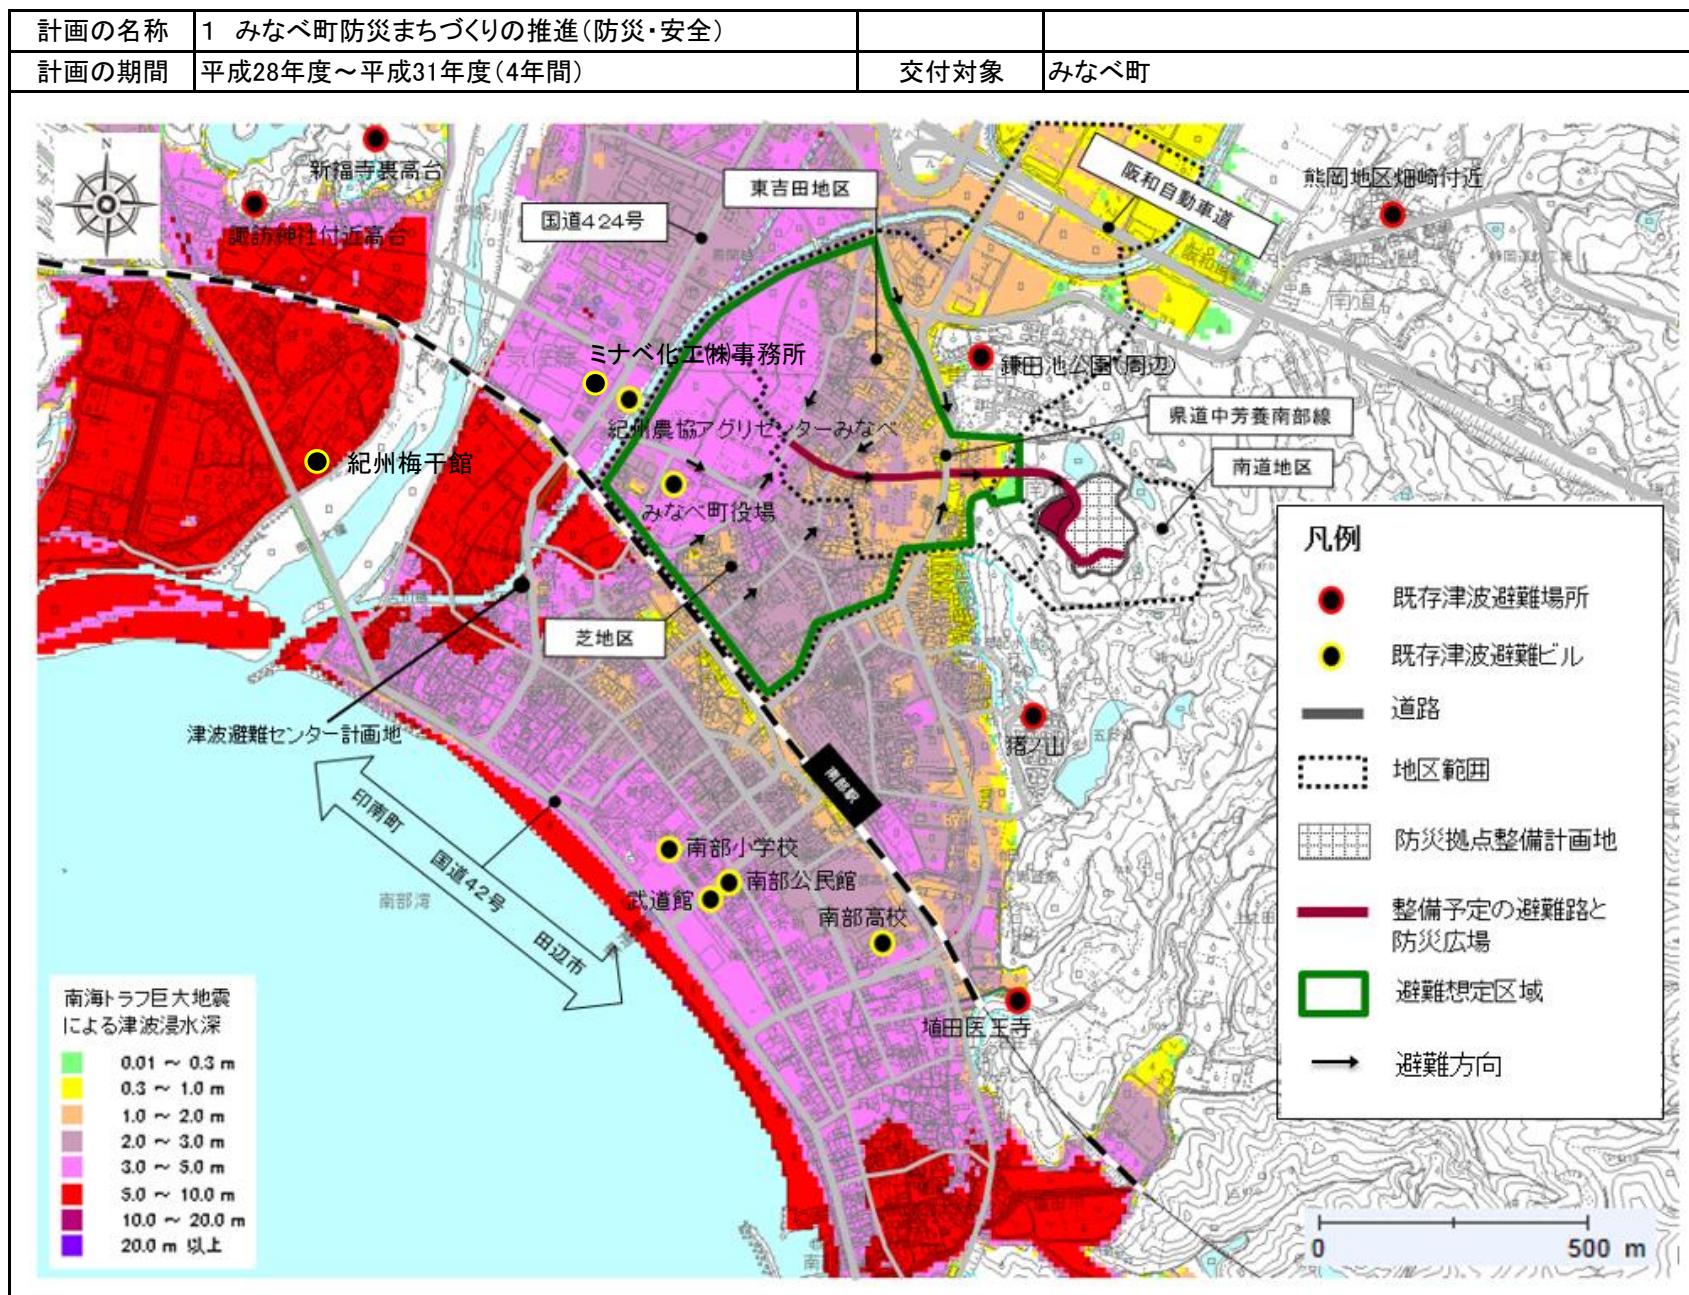 計画の名称 1 みなべ町防災まちづくりの推進(防災・安全)
計画の期間 平成28年度～平成31年度(4年間) 交付対象 みなべ町
N
新福寺裏高台
諏訪神社付近高台
国道424号
東吉田地区
阪和自動車道
熊岡地区畑崎付近
ミナベ化工㈱事務所
鎌田池公園(周辺)
紀州農協アグリセンターみなべ
県道中芳養南部線
南道地区
紀州梅干館
みなべ町役場
芝地区
津波避難センター計画地
猪ノ山
南部駅
印南町
国道42号
田辺市
南部湾
南部小学校
南部公民館
武道館
南部高校
埴田医王寺
凡例
既存津波避難場所
既存津波避難ビル
道路
地区範囲
防災拠点整備計画地
整備予定の避難路と
防災広場
避難想定区域
避難方向
南海トラフ巨大地震
による津波浸水深
0.01 ～ 0.3 m
0.3 ～ 1.0 m
1.0 ～ 2.0 m
2.0 ～ 3.0 m
3.0 ～ 5.0 m
5.0 ～ 10.0 m
10.0 ～ 20.0 m
20.0 m 以上
0 500 m